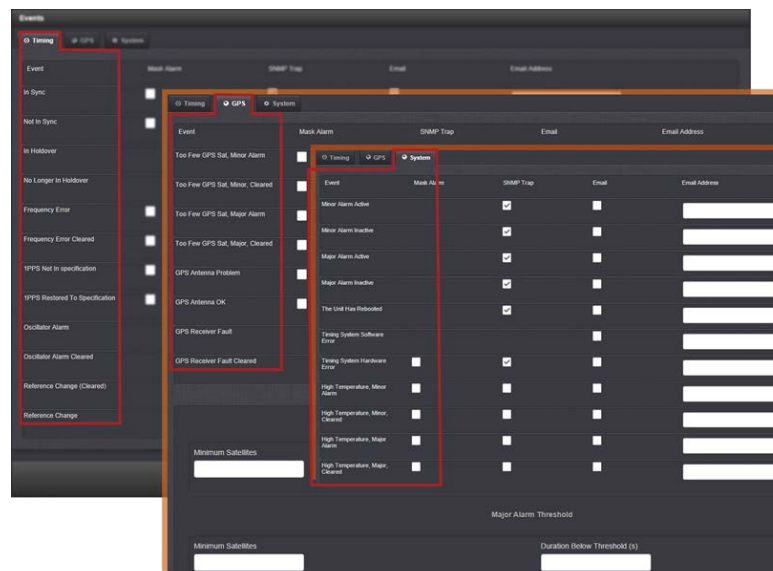 Events
Timing GPS System
Event Mask Alarm SNMP Trap Email Email Address
In Sync
Not In Sync
In Holdover
No Longer In Holdover
Frequency Error
Frequency Error Cleared
1PPS Not In specification
1PPS Restored To Specification
Oscillator Alarm
Oscillator Alarm Cleared
Reference Change (Cleared)
Reference Change
Timing GPS System
Event Mask Alarm SNMP Trap Email Email Address
Too Few GPS Sat, Minor Alarm
Too Few GPS Sat, Minor, Cleared
Too Few GPS Sat, Major Alarm
Too Few GPS Sat, Major, Cleared
GPS Antenna Problem
GPS Antenna OK
GPS Receiver Fault
GPS Receiver Fault Cleared
Timing GPS System
Event Mask Alarm SNMP Trap Email Email Address
Minor Alarm Active
Minor Alarm Inactive
Major Alarm Active
Major Alarm Inactive
The Unit Has Rebooted
Timing System Software
Error
Timing System Hardware
Error
High Temperature, Minor
Alarm
High Temperature, Minor,
Cleared
High Temperature, Major
Alarm
High Temperature, Major,
Cleared
Minimum Satellites
Major Alarm Threshold
Minimum Satellites Duration Below Threshold (s)